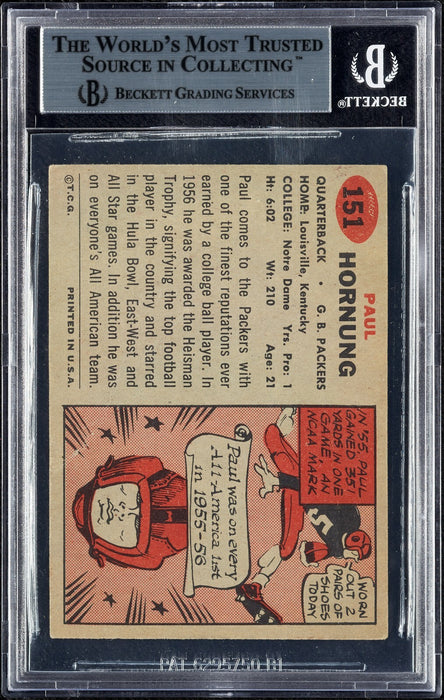 THE WORLD'S MOST TRUSTED
SOURCE IN COLLECTING™
B BECKETT GRADING SERVICES
B
BECKETT
151
PAUL
HORNUNG
QUARTERBACK • G. B. PACKERS
HOME: Louisville, Kentucky
COLLEGE: Notre Dame Yrs. Pro: 1
Ht: 6:02 Wt: 210 Age: 21
Paul comes to the Packers with
one of the finest reputations ever
earned by a college ball player. In
1956 he was awarded the Heisman
Trophy, signifying the top football
player in the country and starred
in the Hula Bowl, East-West and
All Star games. In addition he was
on everyone's All American team.
©T.C.G. PRINTED IN U.S.A.
IN '55 PAUL
GAINED 351
YARDS IN ONE
GAME, AN
NCAA MARK
WORN
OUT 2
PAIRS OF
SHOES
TODAY
5
Paul was on every
All America list
in 1955-56
PAT 6295750 B1